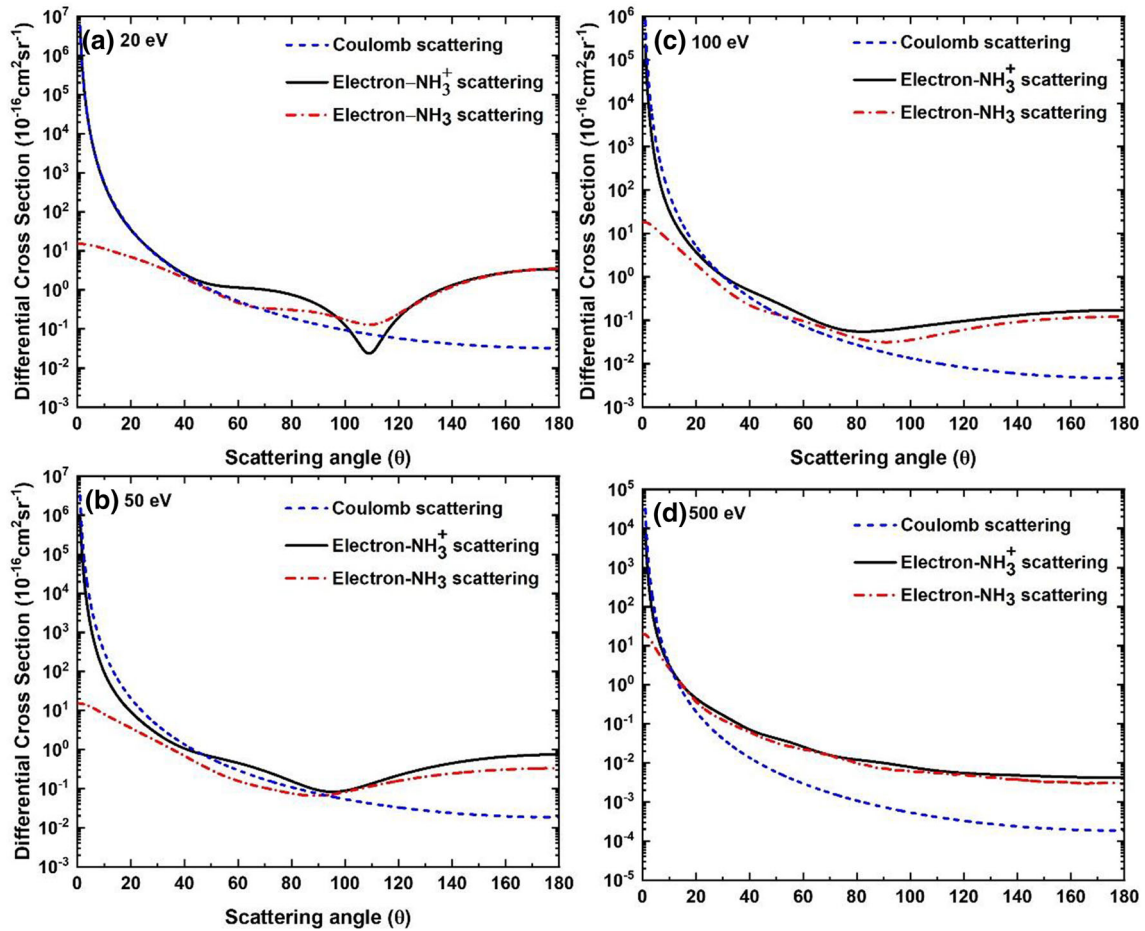 (a) 20 eV
Coulomb scattering
Electron–NH₃⁺ scattering
Electron–NH₃ scattering
10⁷
10⁶
10⁵
10⁴
10³
10²
10¹
10⁰
10⁻¹
10⁻²
10⁻³
Differential Cross Section (10⁻¹⁶cm²sr⁻¹)
0 20 40 60 80 100 120 140 160 180
Scattering angle (θ)
(c) 100 eV
Coulomb scattering
Electron-NH₃⁺ scattering
Electron-NH₃ scattering
10⁶
10⁵
10⁴
10³
10²
10¹
10⁰
10⁻¹
10⁻²
10⁻³
Differential Cross Section (10⁻¹⁶cm²sr⁻¹)
0 20 40 60 80 100 120 140 160 180
Scattering angle (θ)
(b) 50 eV
Coulomb scattering
Electron-NH₃⁺ scattering
Electron-NH₃ scattering
10⁷
10⁶
10⁵
10⁴
10³
10²
10¹
10⁰
10⁻¹
10⁻²
10⁻³
Differential Cross Section (10⁻¹⁶cm²sr⁻¹)
0 20 40 60 80 100 120 140 160 180
Scattering angle (θ)
(d) 500 eV
Coulomb scattering
Electron-NH₃⁺ scattering
Electron-NH₃ scattering
10⁵
10⁴
10³
10²
10¹
10⁰
10⁻¹
10⁻²
10⁻³
10⁻⁴
10⁻⁵
Differential Cross Section (10⁻¹⁶cm²sr⁻¹)
0 20 40 60 80 100 120 140 160 180
Scattering angle (θ)